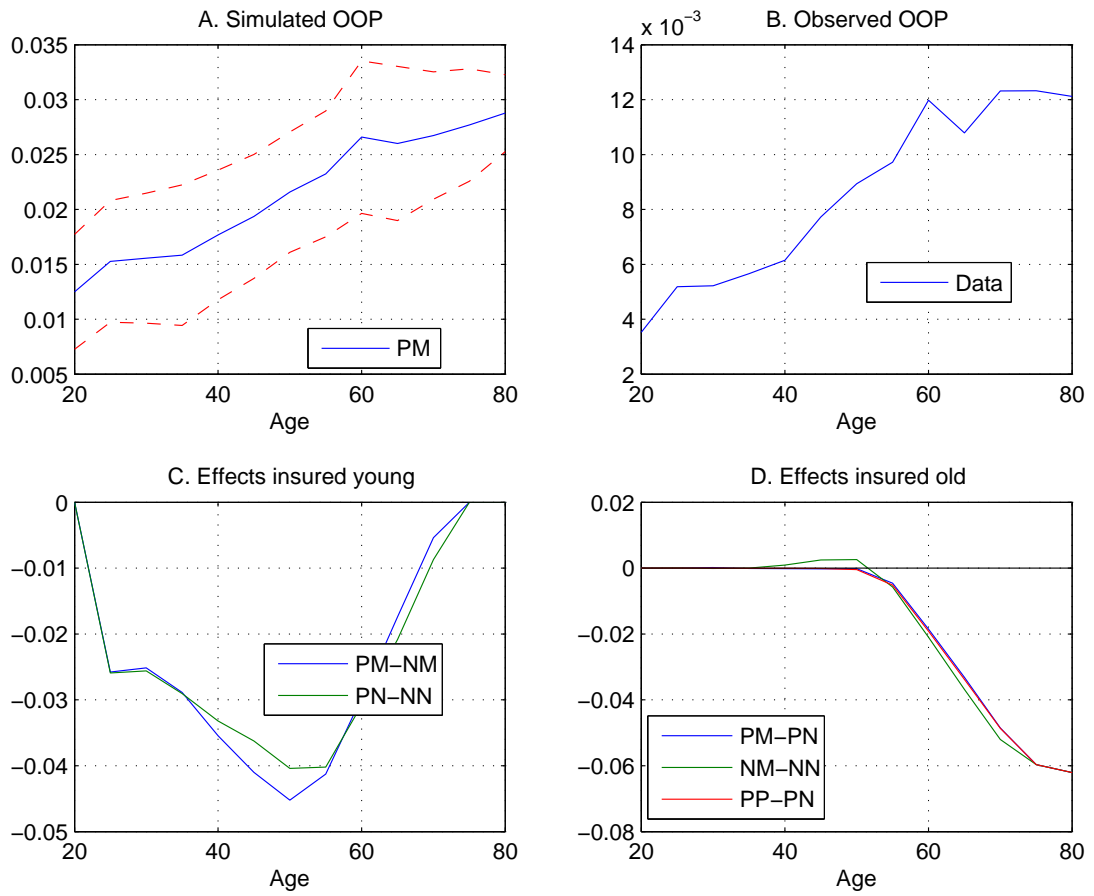 A. Simulated OOP
0.035
0.03
0.025
0.02
0.015
0.01
0.005
PM
20 40 60 80
Age
B. Observed OOP
x 10−3
14
12
10
8
6
4
2
Data
20 40 60 80
Age
C. Effects insured young
0
−0.01
−0.02
−0.03
−0.04
−0.05
PM−NM
PN−NN
20 40 60 80
Age
D. Effects insured old
0.02
0
−0.02
−0.04
−0.06
−0.08
PM−PN
NM−NN
PP−PN
20 40 60 80
Age